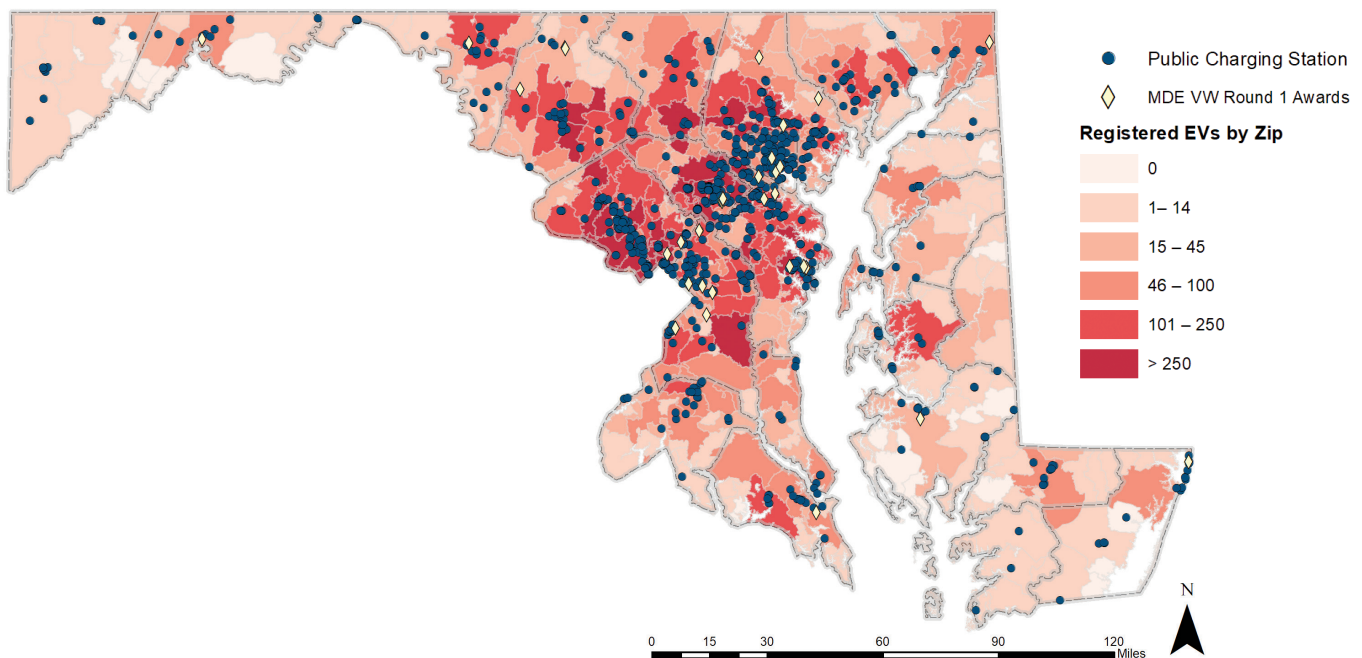 Public Charging Station
MDE VW Round 1 Awards
Registered EVs by Zip
0
1– 14
15 – 45
46 – 100
101 – 250
> 250
N
0 15 30 60 90 120
Miles